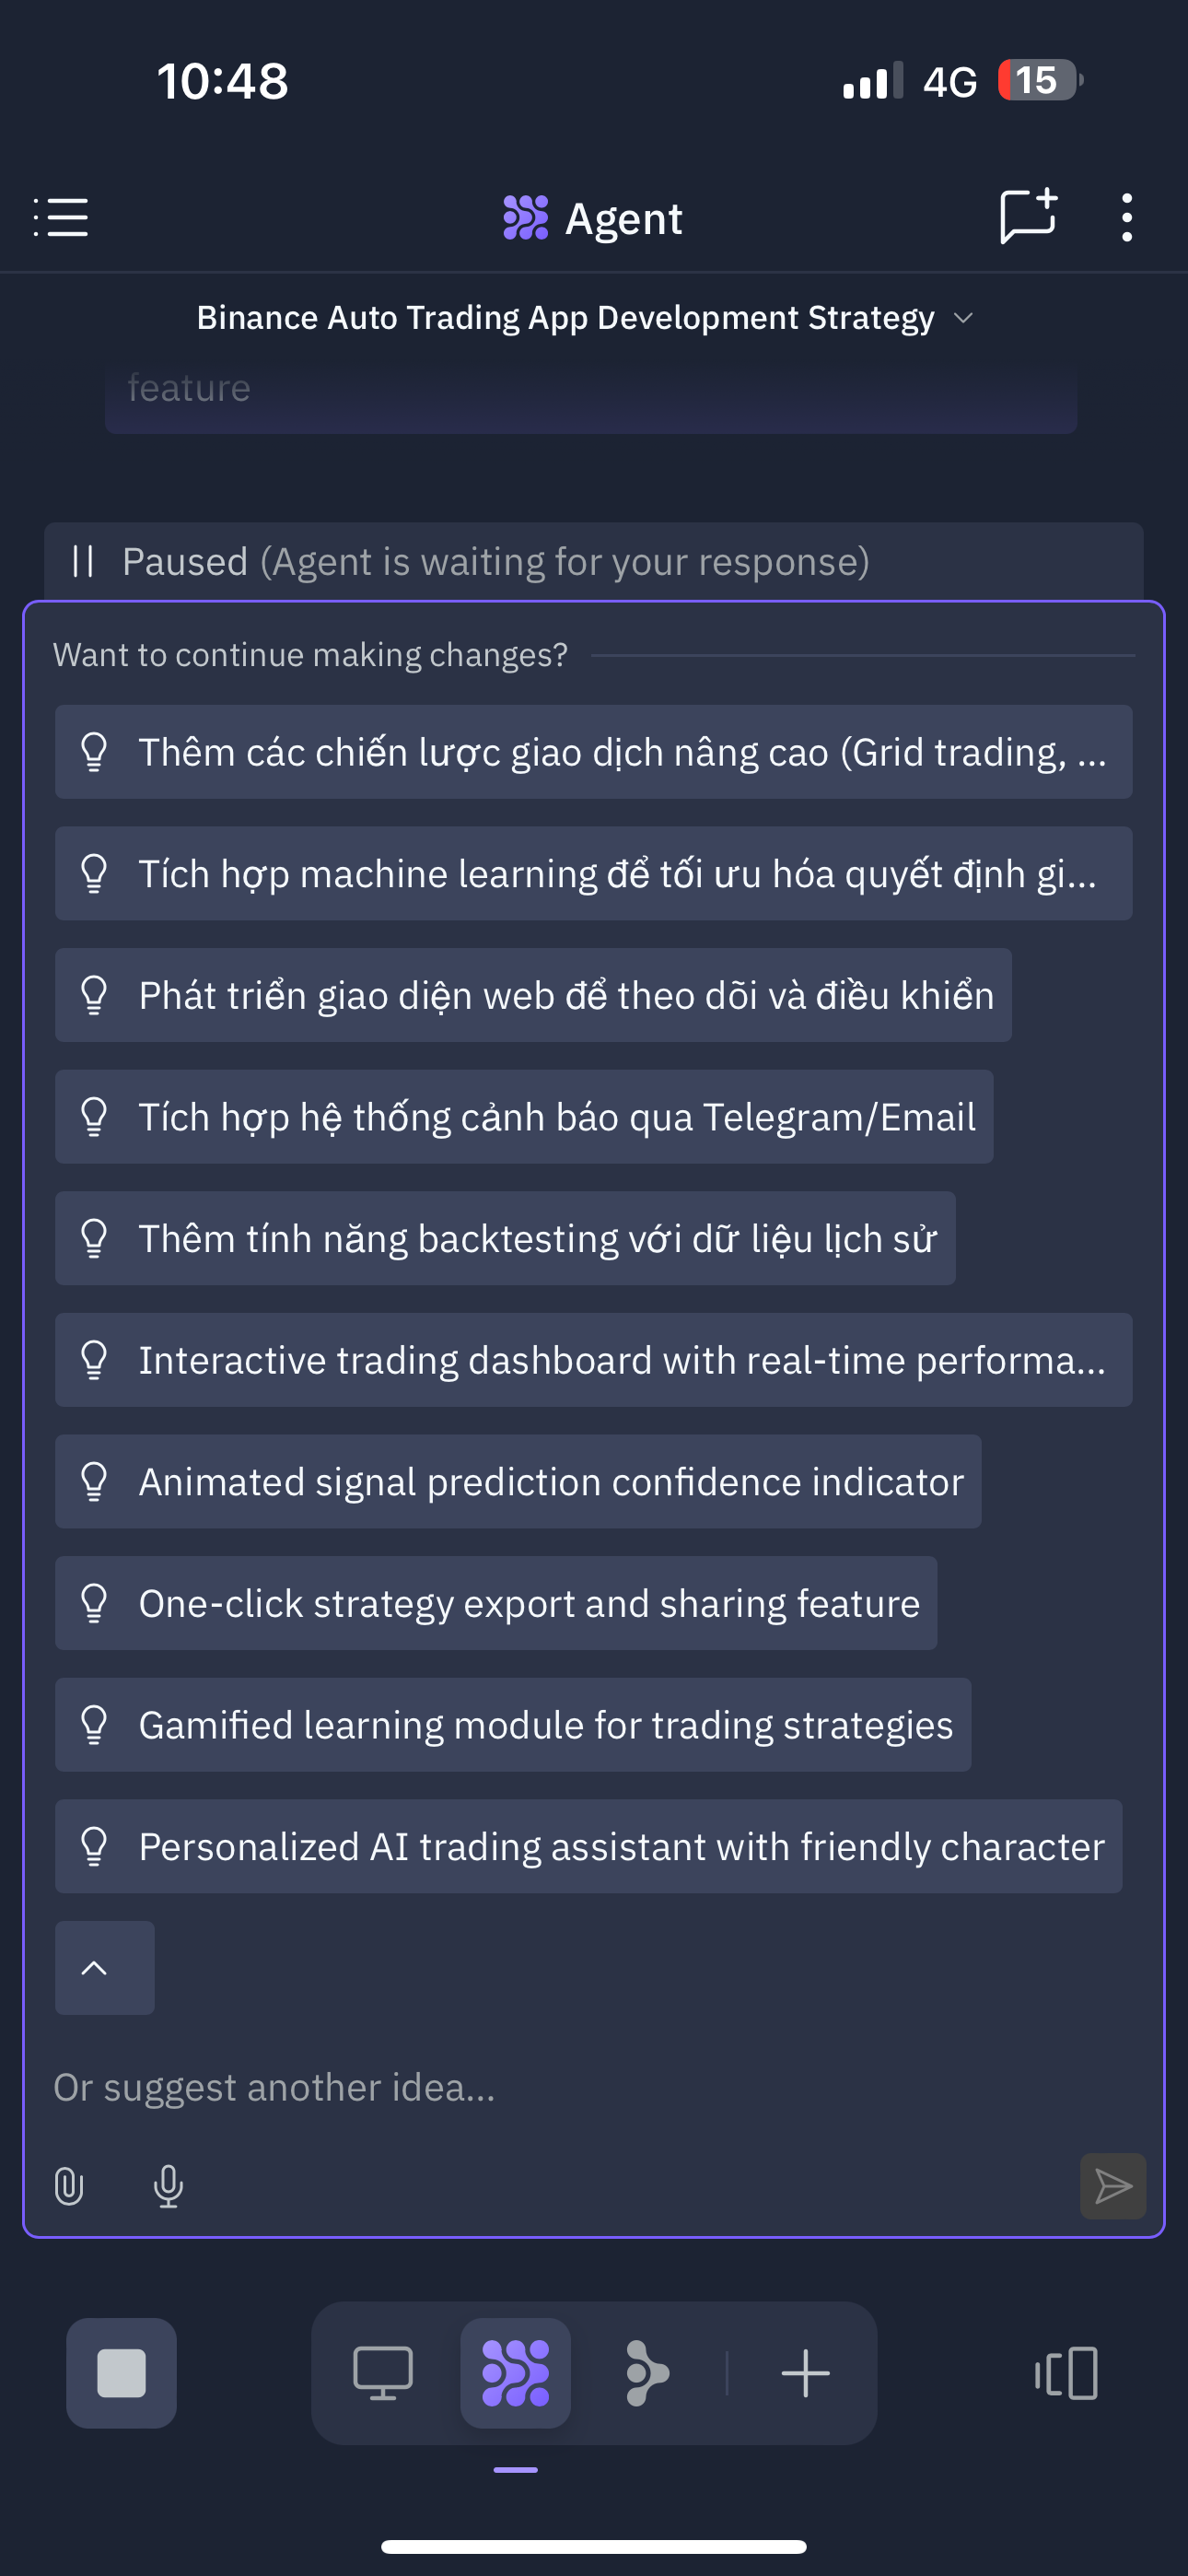 10:48
4G
15
Agent
Binance Auto Trading App Development Strategy
feature
Paused (Agent is waiting for your response)
Want to continue making changes?
Thêm các chiến lược giao dịch nâng cao (Grid trading, ...
Tích hợp machine learning để tối ưu hóa quyết định gi...
Phát triển giao diện web để theo dõi và điều khiển
Tích hợp hệ thống cảnh báo qua Telegram/Email
Thêm tính năng backtesting với dữ liệu lịch sử
Interactive trading dashboard with real-time performa...
Animated signal prediction confidence indicator
One-click strategy export and sharing feature
Gamified learning module for trading strategies
Personalized AI trading assistant with friendly character
Or suggest another idea...